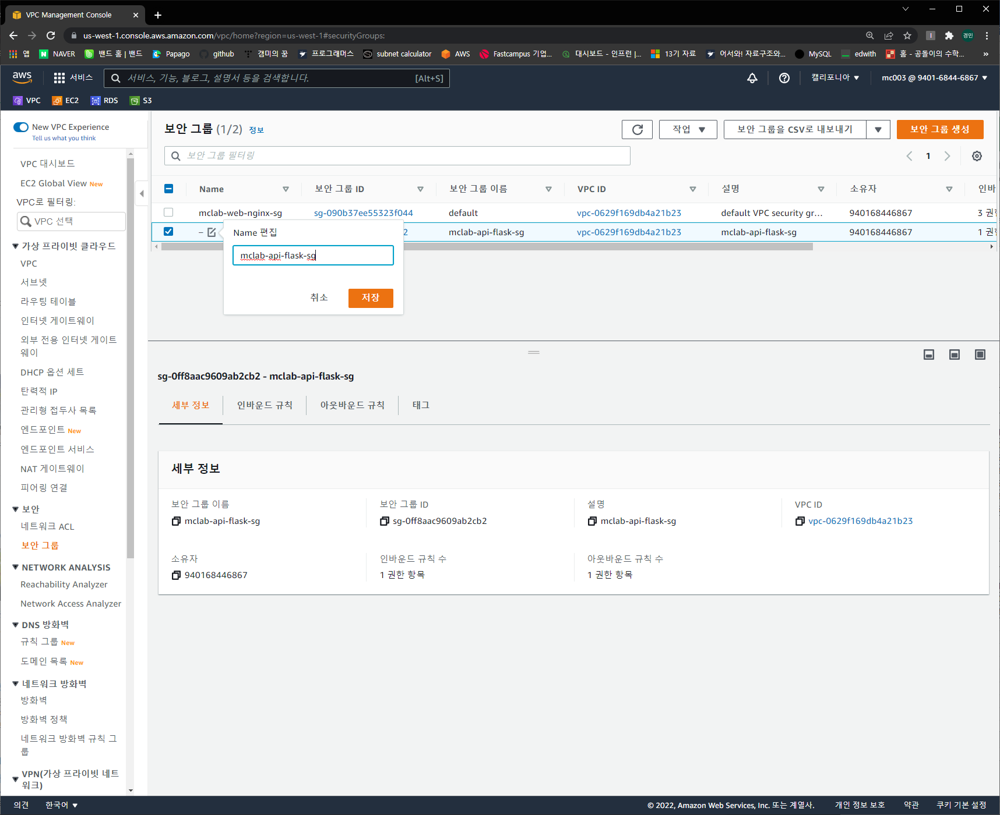 VPC Management Console
us-west-1.console.aws.amazon.com/vpc/home?region=us-west-1#securityGroups:
경민
앱 NAVER 밴드 홈 | 밴드 Papago github 갬미의 꿈 프로그래머스 subnet calculator AWS Fastcampus 기업... 대시보드 - 인프런 |... 13기 자료 어서와! 자료구조와... MySQL edwith 홈 - 공돌이의 수학... »
aws 서비스 서비스, 기능, 블로그, 설명서 등을 검색합니다. [Alt+S] 캘리포니아 ▼ mc003 @ 9401-6844-6867 ▼
VPC EC2 RDS S3
New VPC Experience
Tell us what you think
VPC 대시보드
EC2 Global View New
VPC로 필터링:
VPC 선택
가상 프라이빗 클라우드
VPC
서브넷
라우팅 테이블
인터넷 게이트웨이
외부 전용 인터넷 게이트
웨이
DHCP 옵션 세트
탄력적 IP
관리형 접두사 목록
엔드포인트 New
엔드포인트 서비스
NAT 게이트웨이
피어링 연결
보안
네트워크 ACL
보안 그룹
NETWORK ANALYSIS
Reachability Analyzer
Network Access Analyzer
DNS 방화벽
규칙 그룹 New
도메인 목록 New
네트워크 방화벽
방화벽
방화벽 정책
네트워크 방화벽 규칙 그
룹
VPN(가상 프라이빗 네트
워크)
보안 그룹 (1/2) 정보
작업 ▼ 보안 그룹을 CSV로 내보내기 ▼ 보안 그룹 생성
보안 그룹 필터링
1
Name 보안 그룹 ID 보안 그룹 이름 VPC ID 설명 소유자 인바
mclab-web-nginx-sg sg-090b37ee55323f044 default vpc-0629f169db4a21b23 default VPC security gr... 940168446867 3 권한
– 2 mclab-api-flask-sg vpc-0629f169db4a21b23 mclab-api-flask-sg 940168446867 1 권한
Name 편집
mclab-api-flask-sg
취소 저장
sg-0ff8aac9609ab2cb2 - mclab-api-flask-sg
세부 정보 인바운드 규칙 아웃바운드 규칙 태그
세부 정보
보안 그룹 이름 보안 그룹 ID 설명 VPC ID
mclab-api-flask-sg sg-0ff8aac9609ab2cb2 mclab-api-flask-sg vpc-0629f169db4a21b23
소유자 인바운드 규칙 수 아웃바운드 규칙 수
940168446867 1 권한 항목 1 권한 항목
의견 한국어 ▼ © 2022, Amazon Web Services, Inc. 또는 계열사. 개인 정보 보호 약관 쿠키 기본 설정